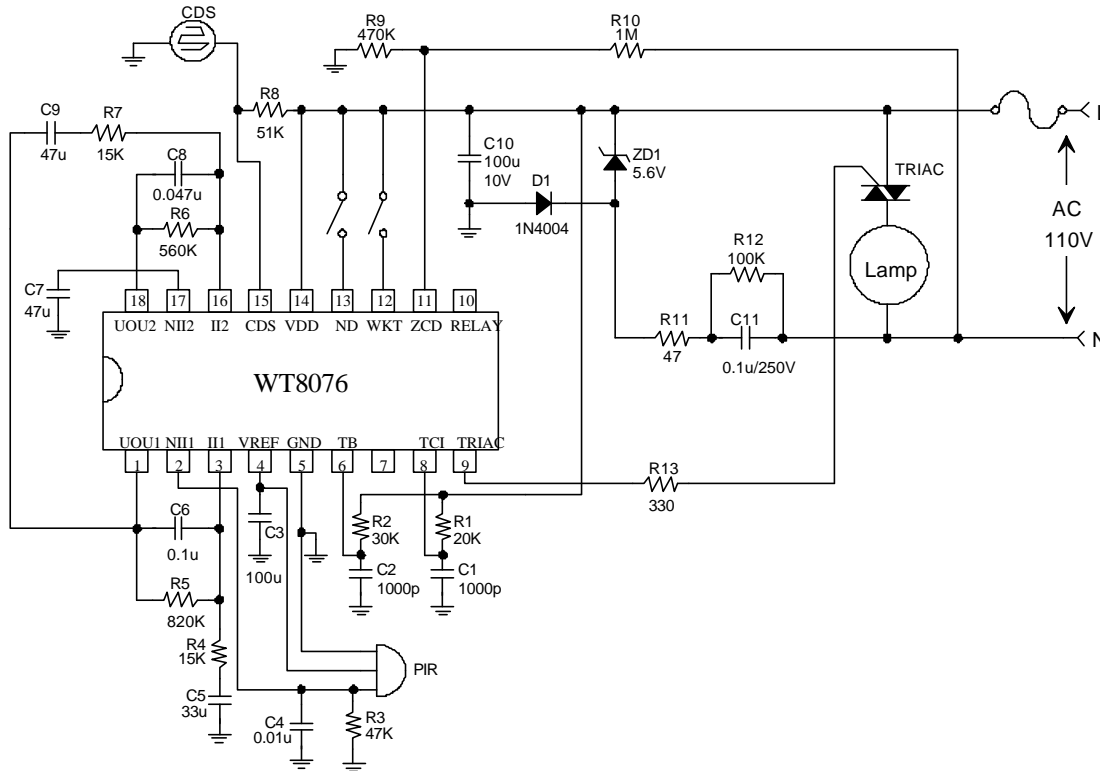 CDS
R9
470K
R10
1M
C9
47u
R7
15K
R8
51K
C8
0.047u
R6
560K
C7
47u
C10
100u
10V
D1
1N4004
ZD1
5.6V
TRIAC
AC
110V
Lamp
R12
100K
R11
47
C11
0.1u/250V
N
18 17 16 15 14 13 12 11 10
UOU2 NII2 II2 CDS VDD ND WKT ZCD RELAY
WT8076
UOU1 NII1 II1 VREF GND TB TCI TRIAC
1 2 3 4 5 6 7 8 9
R13
330
C6
0.1u
C3
100u
R2
30K
R1
20K
C2
1000p
C1
1000p
R5
820K
R4
15K
C5
33u
PIR
C4
0.01u
R3
47K